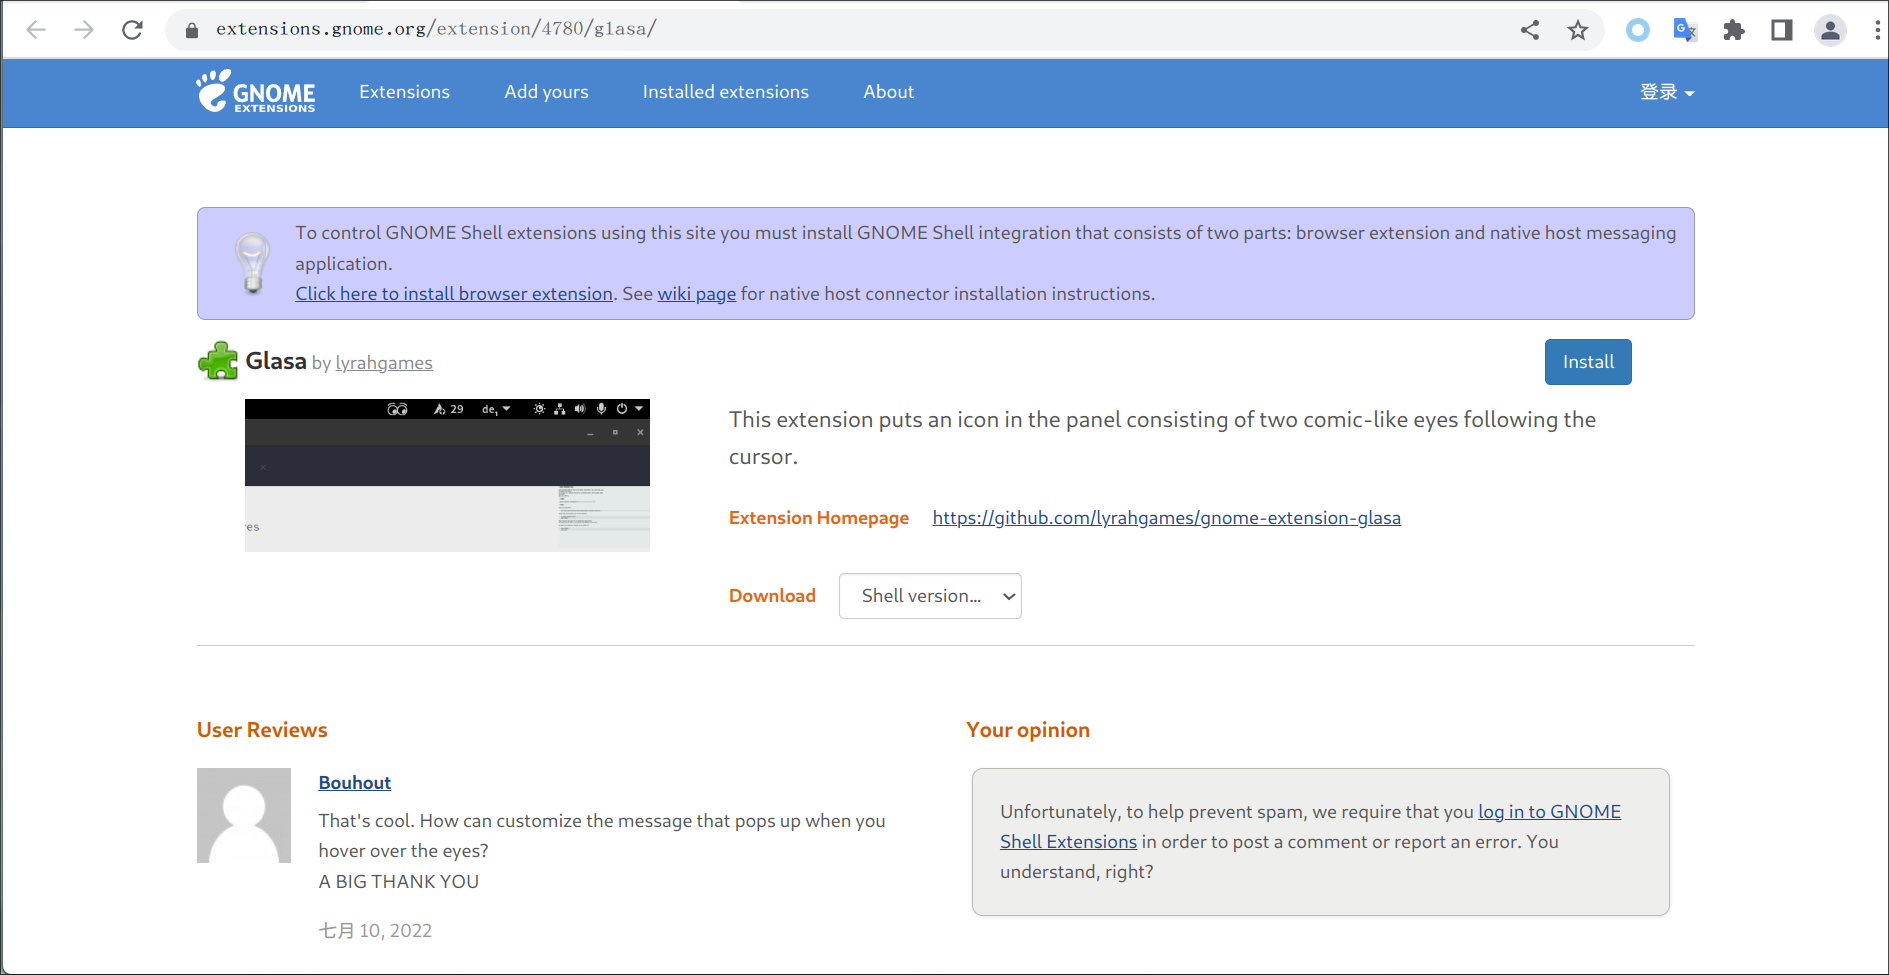 extensions.gnome.org/extension/4780/glasa/
GNOME
EXTENSIONS
Extensions
Add yours
Installed extensions
About
登录
To control GNOME Shell extensions using this site you must install GNOME Shell integration that consists of two parts: browser extension and native host messaging
application.
Click here to install browser extension. See wiki page for native host connector installation instructions.
Glasa by lyrahgames
Install
29
de,
This extension puts an icon in the panel consisting of two comic-like eyes following the
cursor.
Extension Homepage https://github.com/lyrahgames/gnome-extension-glasa
Download Shell version...
User Reviews
Bouhout
That's cool. How can customize the message that pops up when you
hover over the eyes?
A BIG THANK YOU
七月 10, 2022
Your opinion
Unfortunately, to help prevent spam, we require that you log in to GNOME
Shell Extensions in order to post a comment or report an error. You
understand, right?